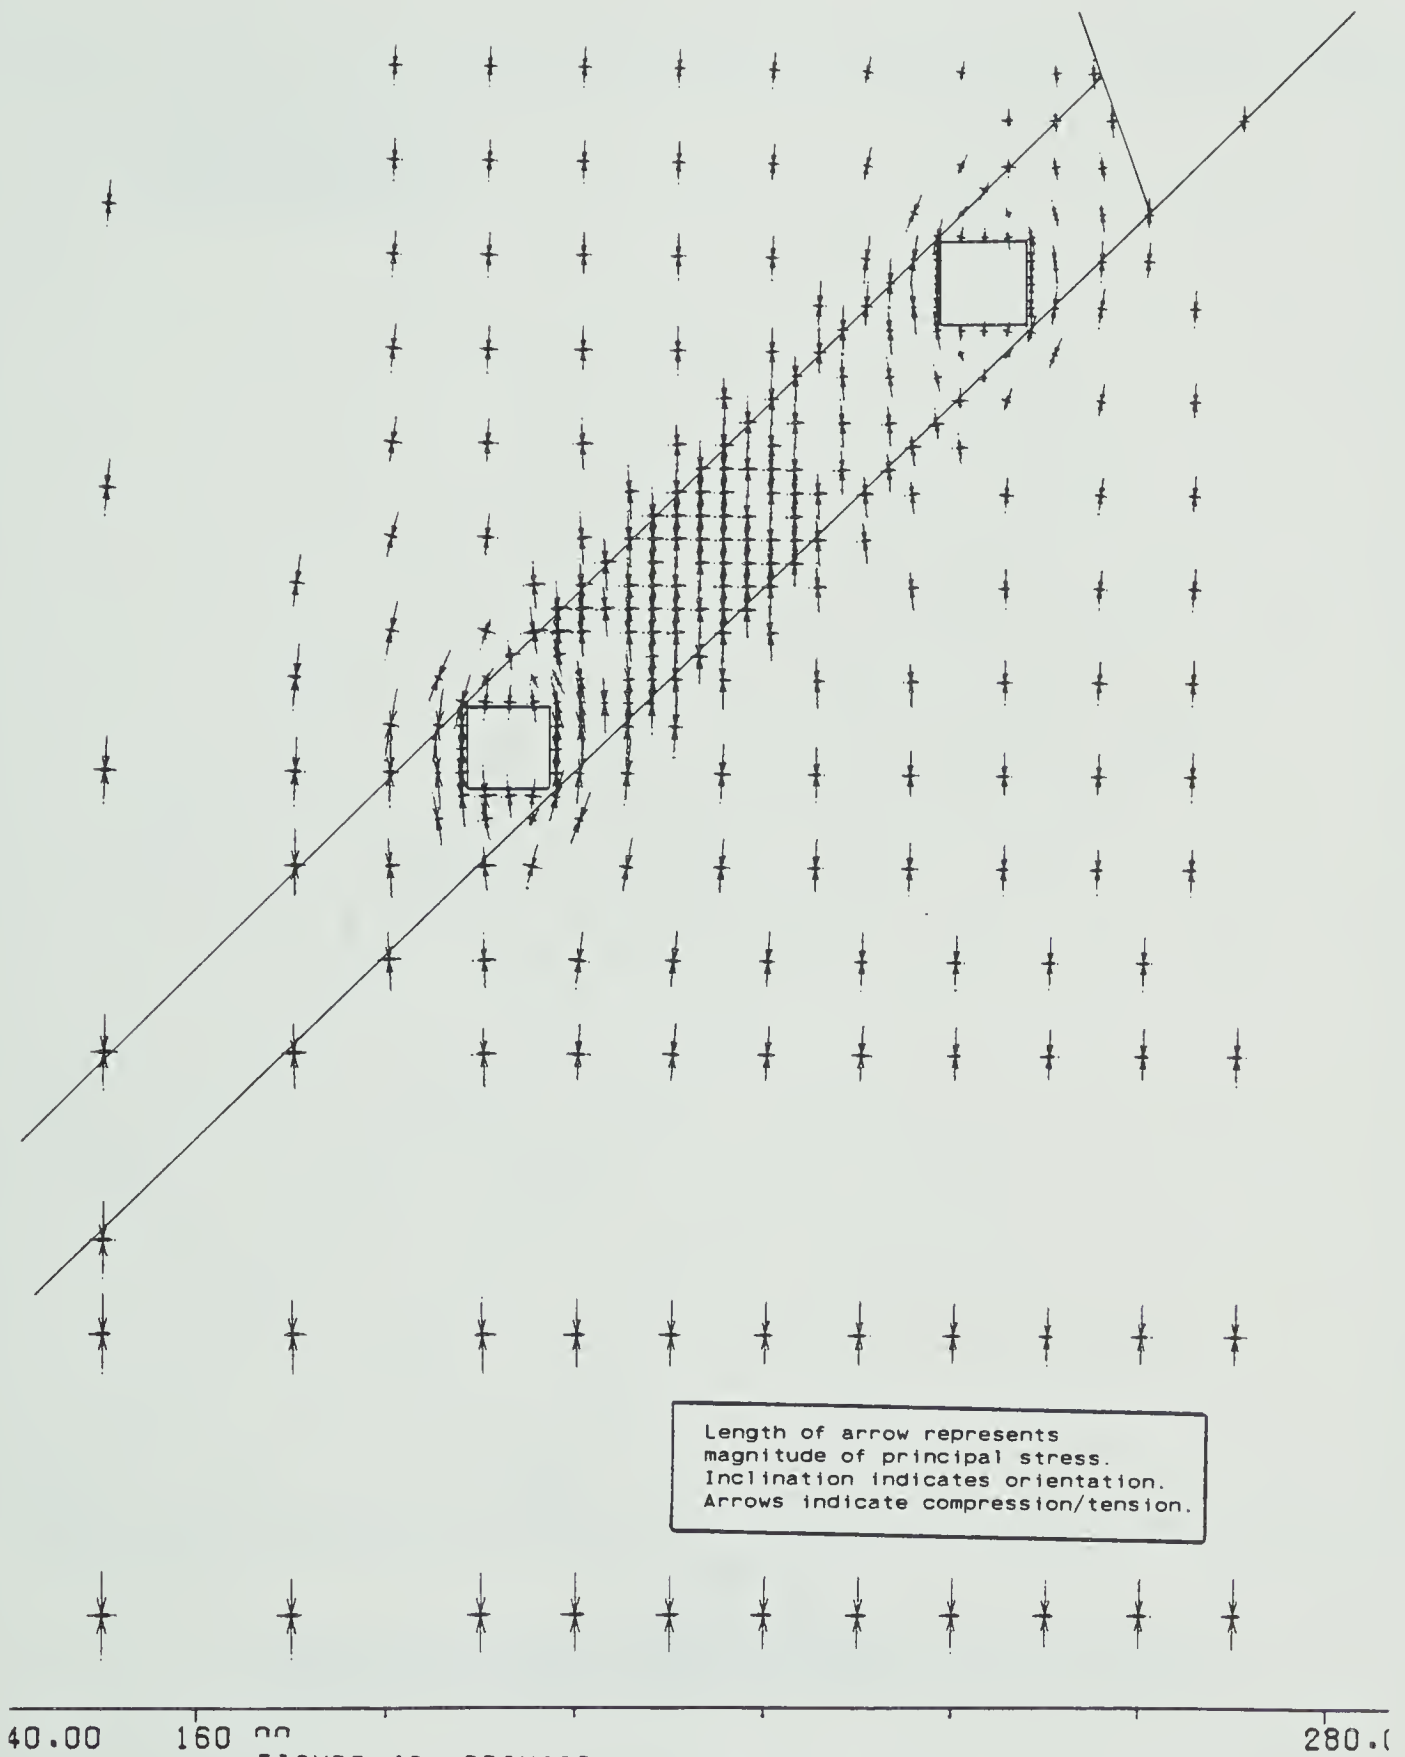 Length of arrow represents
magnitude of principal stress.
Inclination indicates orientation.
Arrows indicate compression/tension.
40.00 160 280.